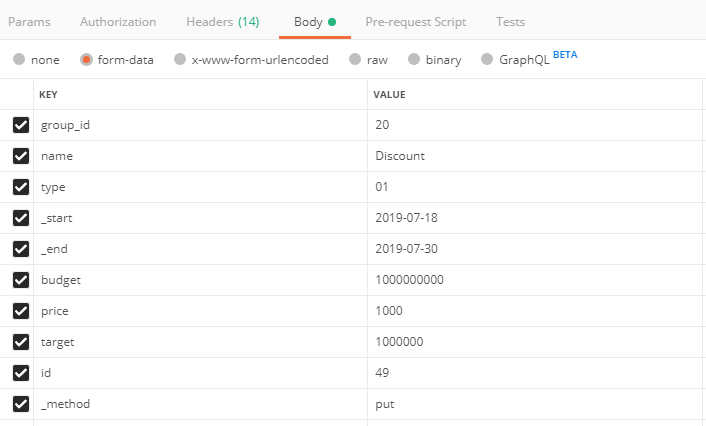 Params Authorization Headers (14) Body Pre-request Script Tests
none form-data x-www-form-urlencoded raw binary GraphQL BETA
KEY VALUE
group_id 20
name Discount
type 01
_start 2019-07-18
_end 2019-07-30
budget 1000000000
price 1000
target 1000000
id 49
_method put